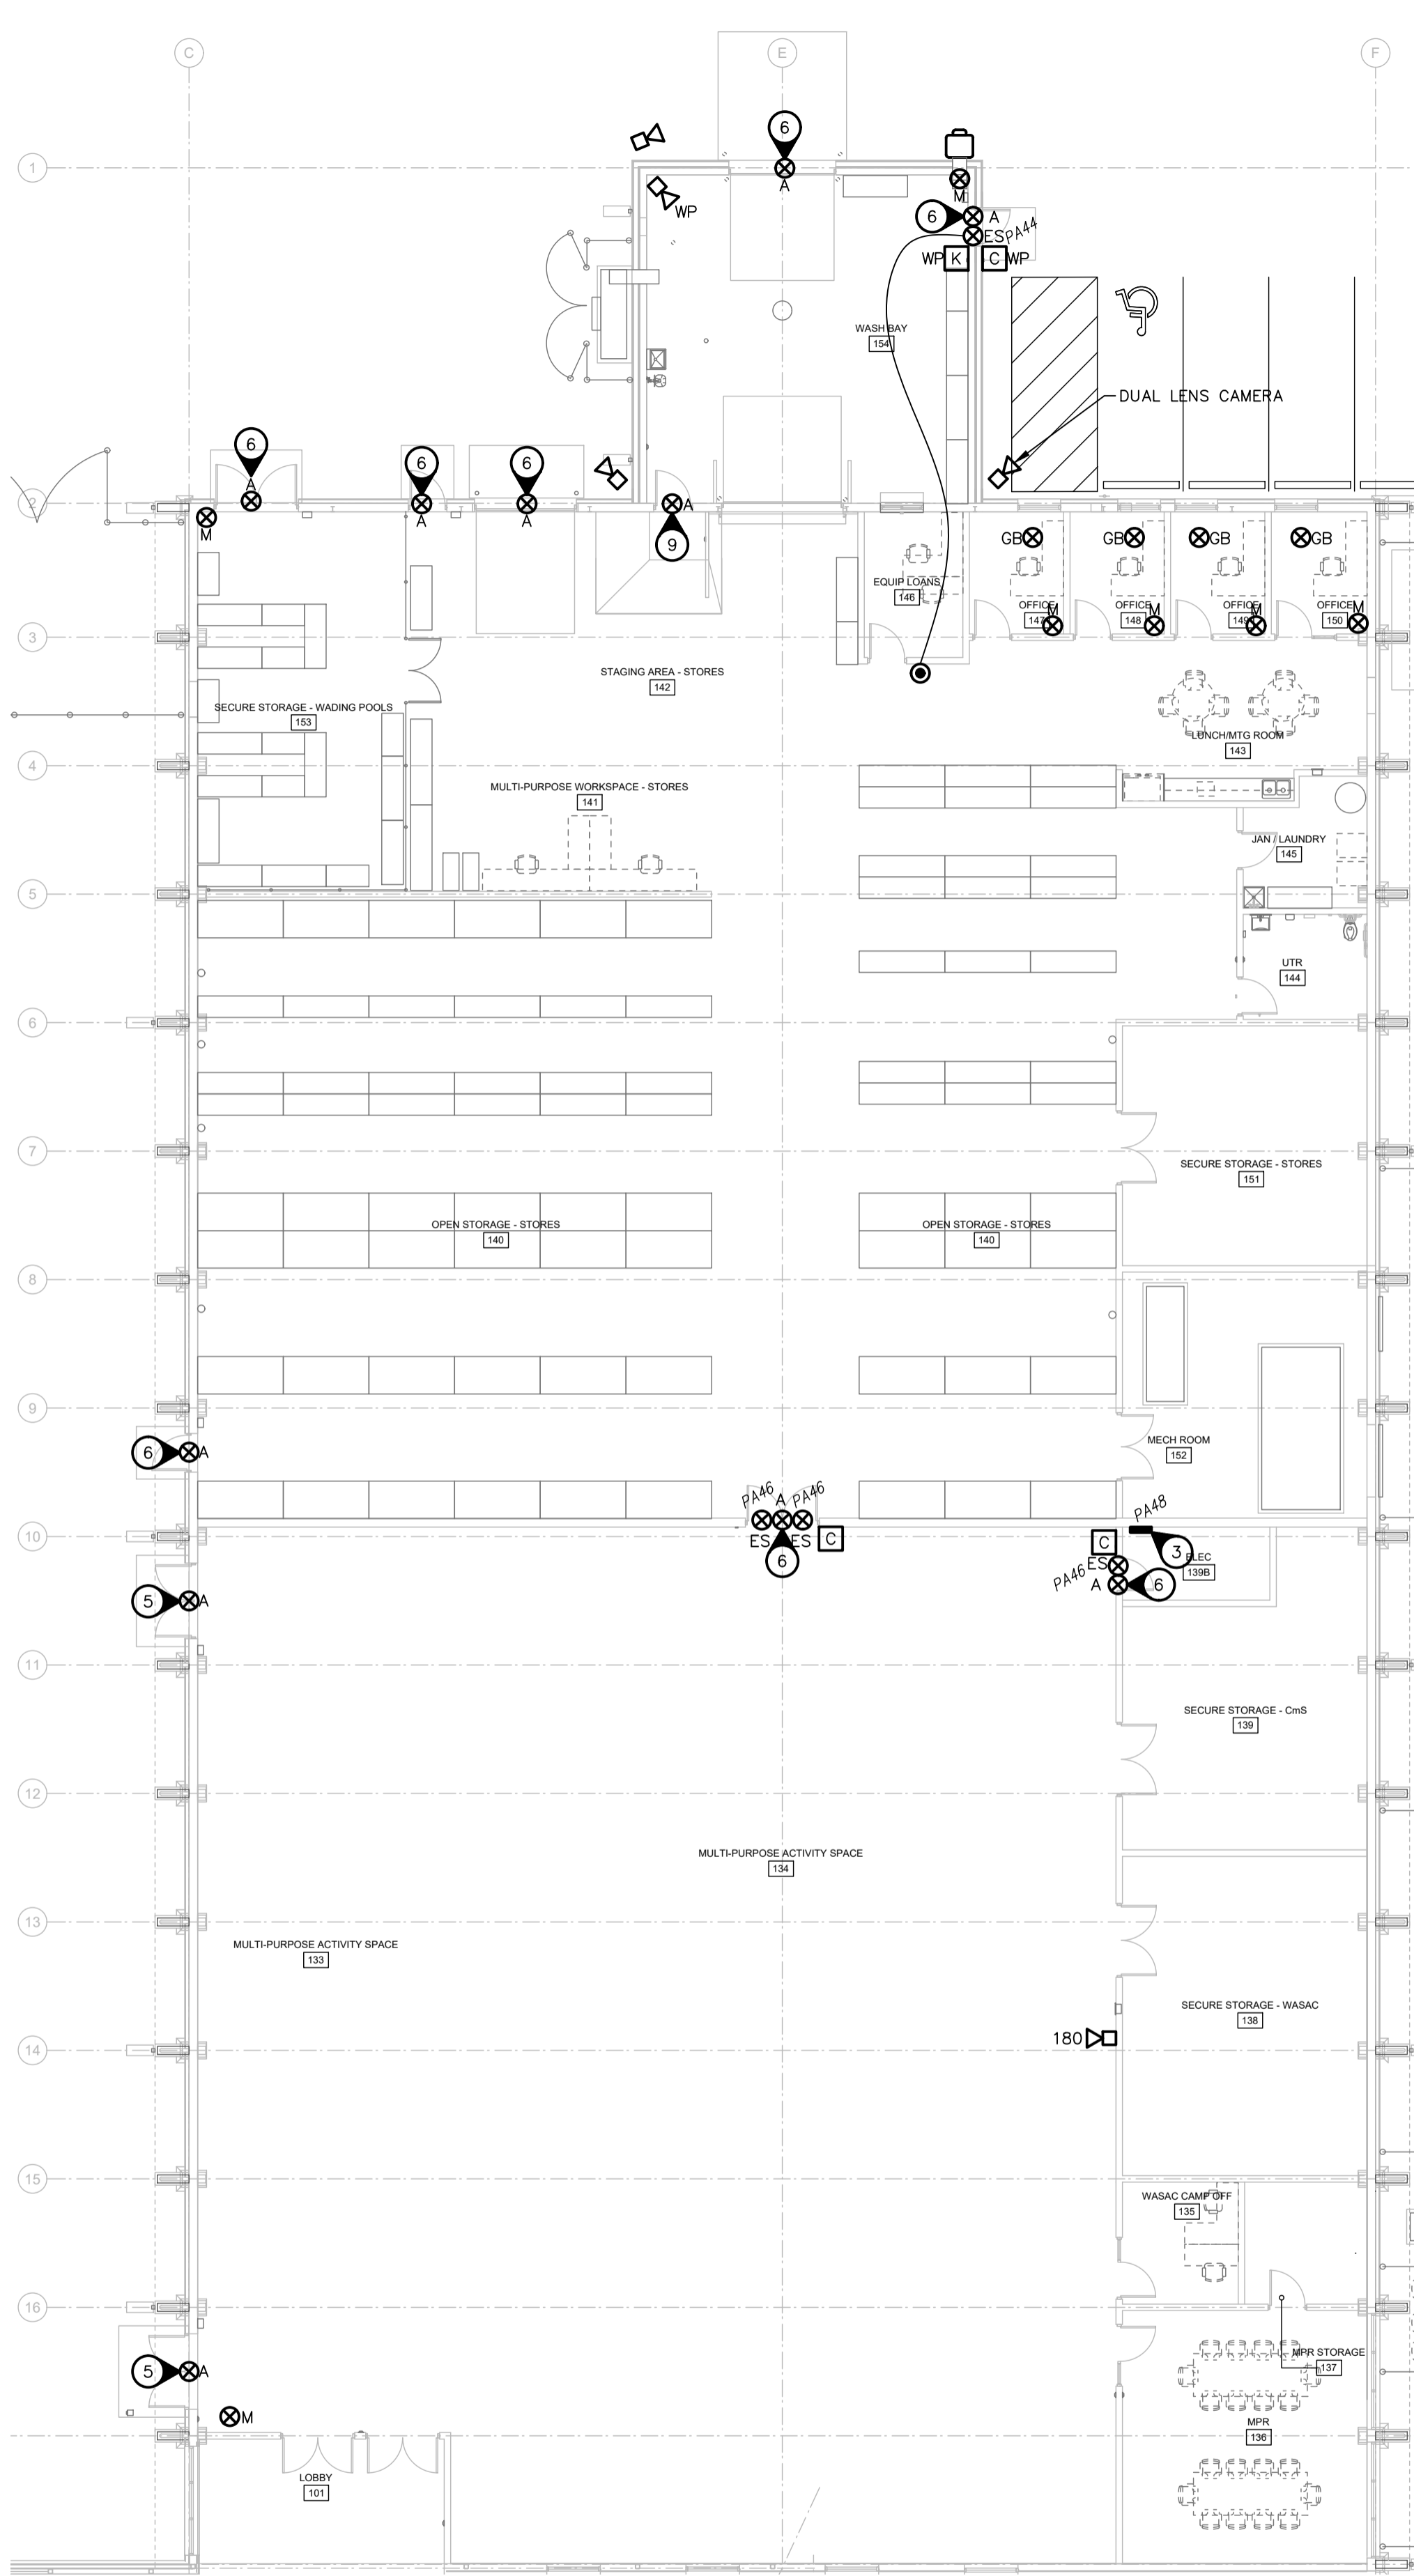 C
E
F
1
6
A
M
WP
6
A
ES
PA44
WP
K
C
WP
WASH BAY
154
DUAL LENS CAMERA
6
A
6
A
6
A
2
A
9
M
GB
GB
GB
GB
EQUIP LOANS
146
OFFICE
147
M
OFFICE
148
M
OFFICE
149
M
OFFICE
150
M
3
STAGING AREA - STORES
142
SECURE STORAGE - WADING POOLS
153
LUNCH/MTG ROOM
143
4
MULTI-PURPOSE WORKSPACE - STORES
141
JAN / LAUNDRY
145
5
UTR
144
6
7
SECURE STORAGE - STORES
151
OPEN STORAGE - STORES
140
OPEN STORAGE - STORES
140
8
9
6
A
MECH ROOM
152
PA46
A
PA46
ES
ES
C
6
10
PA48
C
3
ELEC
139B
PA46
ES
A
6
5
A
11
SECURE STORAGE - CmS
139
12
MULTI-PURPOSE ACTIVITY SPACE
134
13
MULTI-PURPOSE ACTIVITY SPACE
133
SECURE STORAGE - WASAC
138
180
14
15
WASAC CAMP OFF
135
16
5
A
MPR STORAGE
137
M
MPR
136
LOBBY
101